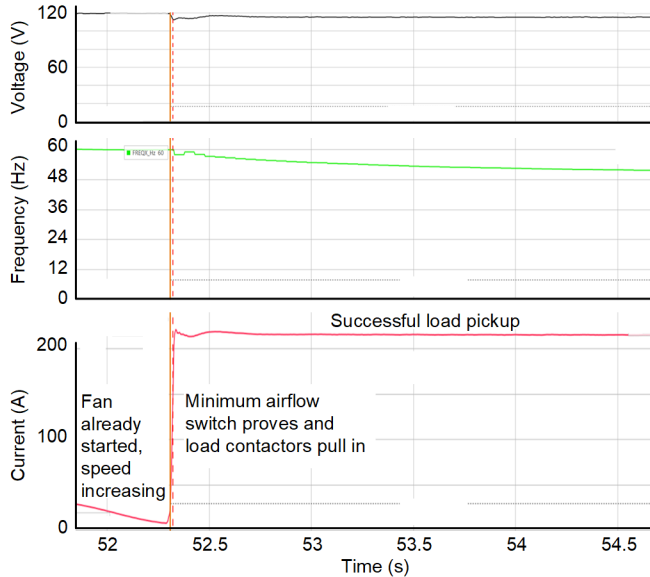 120
60
0
Voltage (V)
FREQX_Hz 60
60
48
36
24
12
0
Frequency (Hz)
Successful load pickup
200
100
0
Current (A)
Fan
already
started,
speed
increasing
Minimum airflow
switch proves and
load contactors pull in
52
52.5
53
53.5
54
54.5
Time (s)